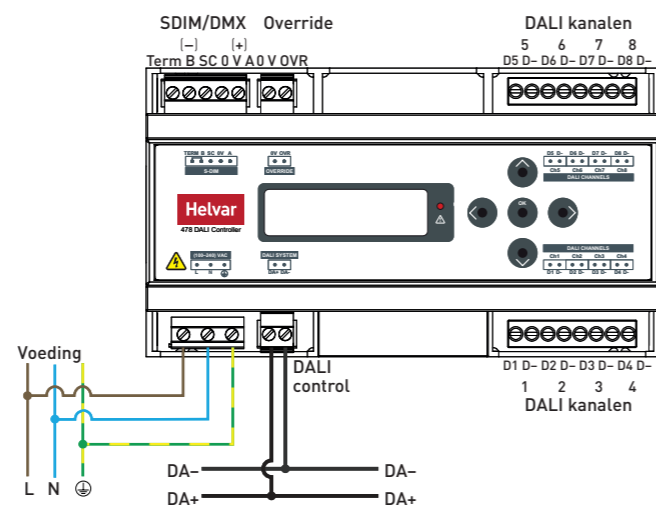 SDIM/DMX Override
(–) (+)
Term B SC 0 V A 0 V OVR
DALI kanalen
5 6 7 8
D5 D– D6 D– D7 D– D8 D–
TERM B SC 0V A
S-DIM
0V OVR
OVERRIDE
D5 D- D6 D- D7 D- D8 D-
Ch5 Ch6 Ch7 Ch8
DALI CHANNELS
Helvar
478 DALI Controller
OK
(100–240) VAC
L N
DALI SYSTEM
DA+ DA-
DALI CHANNELS
Ch1 Ch2 Ch3 Ch4
D1 D- D2 D- D3 D- D4 D-
Voeding
DALI
control
D1 D– D2 D– D3 D– D4 D–
1 2 3 4
DALI kanalen
L N
DA– DA–
DA+ DA+